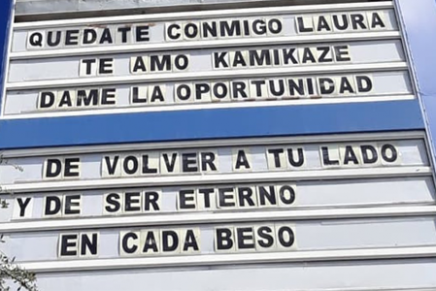 QUEDATE CONMIGO LAURA
TE AMO KAMIKAZE
DAME LA OPORTUNIDAD
DE VOLVER A TU LADO
Y DE SER ETERNO
EN CADA BESO